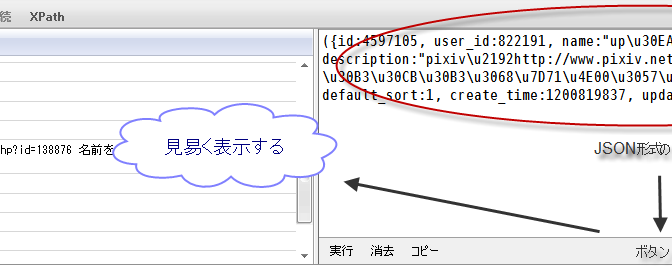 続 XPath
({id:4597105, user_id:822191, name:"up\u30EA
description:"pixiv\u2192http://www.pixiv.net
\u30B3\u30CB\u30B3\u3068\u7D71\u4E00\u3057\u
default_sort:1, create_time:1200819837, upda
hp?id=138876 名前を
見易く表示する
JSON形式の
実行 消去 コピー
ボタン